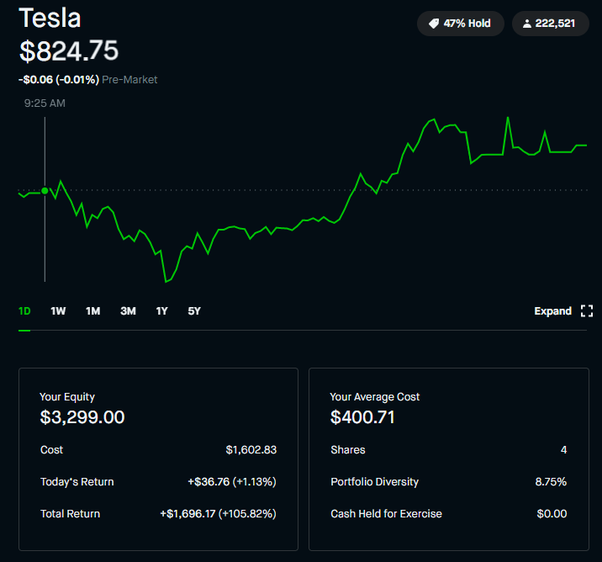 Tesla
47% Hold
222,521
$824.75
-$0.06 (-0.01%) Pre-Market
9:25 AM
1D 1W 1M 3M 1Y 5Y
Expand
Your Equity
$3,299.00
Cost $1,602.83
Today's Return +$36.76 (+1.13%)
Total Return +$1,696.17 (+105.82%)
Your Average Cost
$400.71
Shares 4
Portfolio Diversity 8.75%
Cash Held for Exercise $0.00